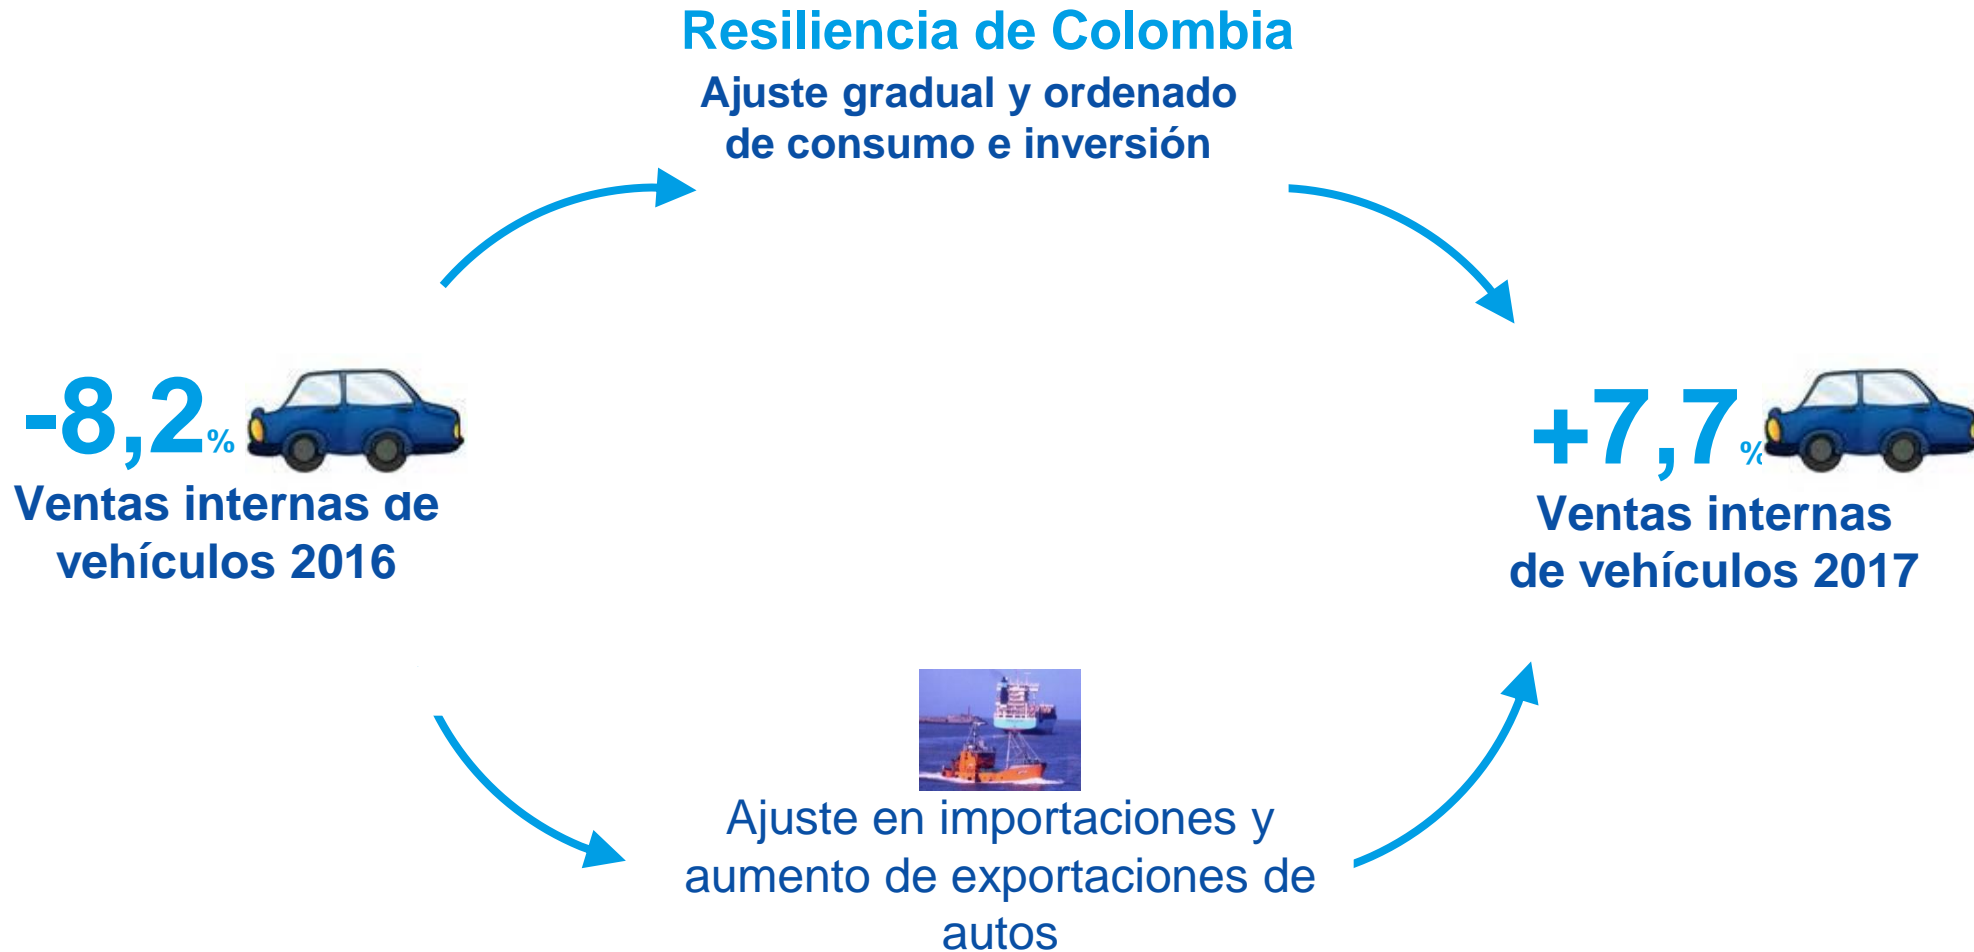 Resiliencia de Colombia
Ajuste gradual y ordenado
de consumo e inversión
-8,2%
Ventas internas de
vehículos 2016
+7,7%
Ventas internas
de vehículos 2017
Ajuste en importaciones y
aumento de exportaciones de
autos